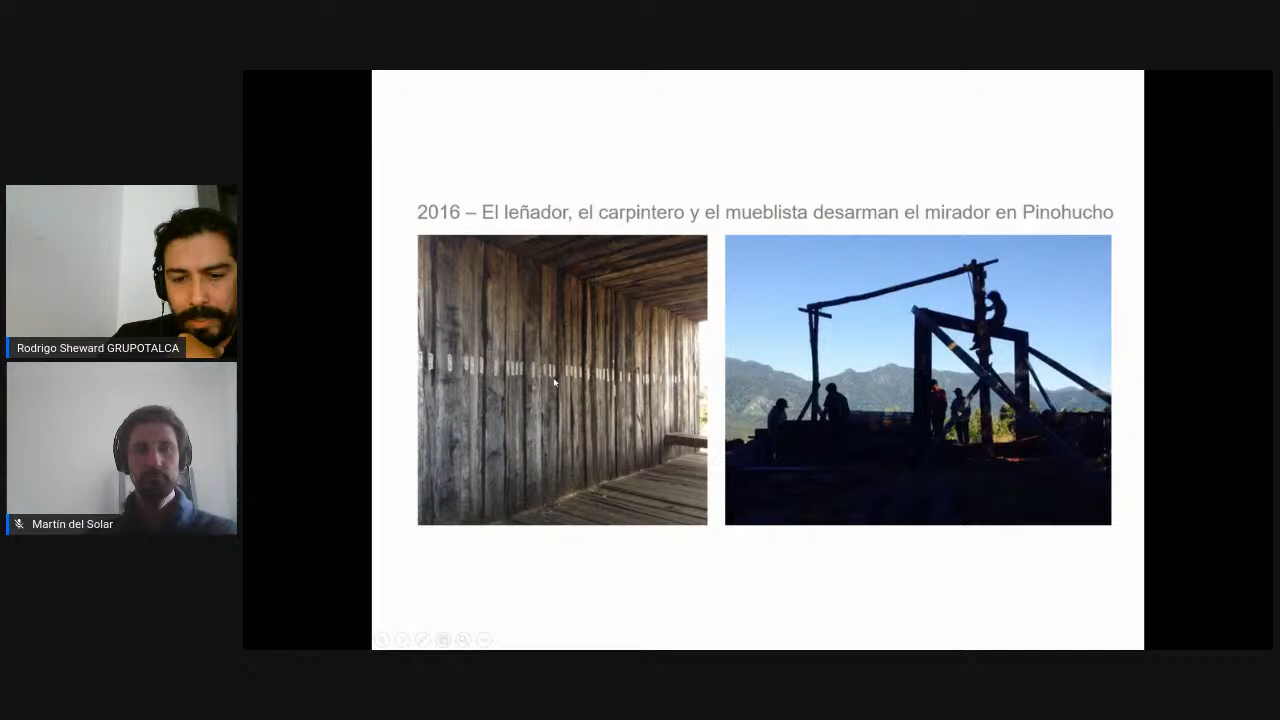 2016 – El leñador, el carpintero y el mueblista desarman el mirador en Pinohucho
Rodrigo Sheward GRUPOTALCA
Martín del Solar